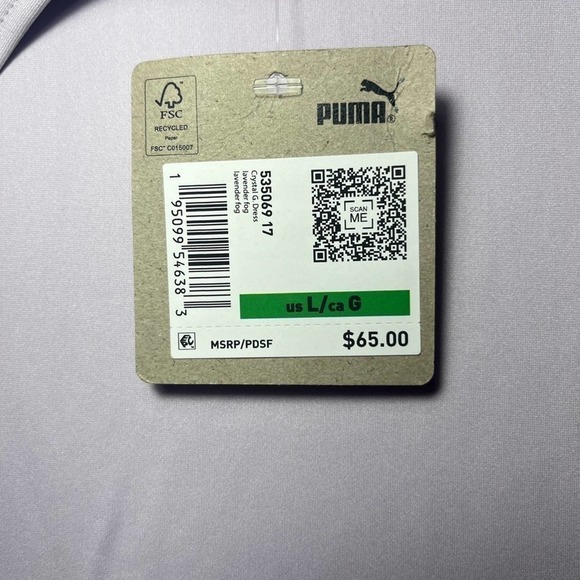 FSC
RECYCLED
Paper
FSC® C015007
PUMA®
535069 17
Crystal G. Dress
lavender fog
lavender fog
1 95099 54638 3
SCAN
ME
us L/ca G
MSRP/PDSF
$65.00